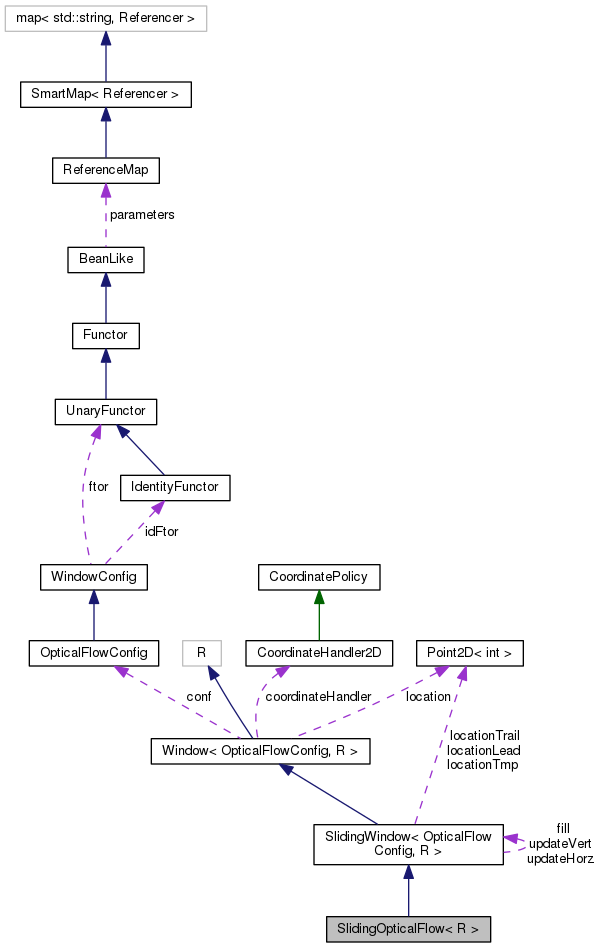 map< std::string, Referencer >
SmartMap< Referencer >
ReferenceMap
parameters
BeanLike
Functor
UnaryFunctor
ftor
IdentityFunctor
idFtor
WindowConfig
CoordinatePolicy
OpticalFlowConfig
R
CoordinateHandler2D
Point2D< int >
conf
coordinateHandler
location
Window< OpticalFlowConfig, R >
locationTrail
locationLead
locationTmp
SlidingWindow< OpticalFlow
Config, R >
fill
updateVert
updateHorz
SlidingOpticalFlow< R >